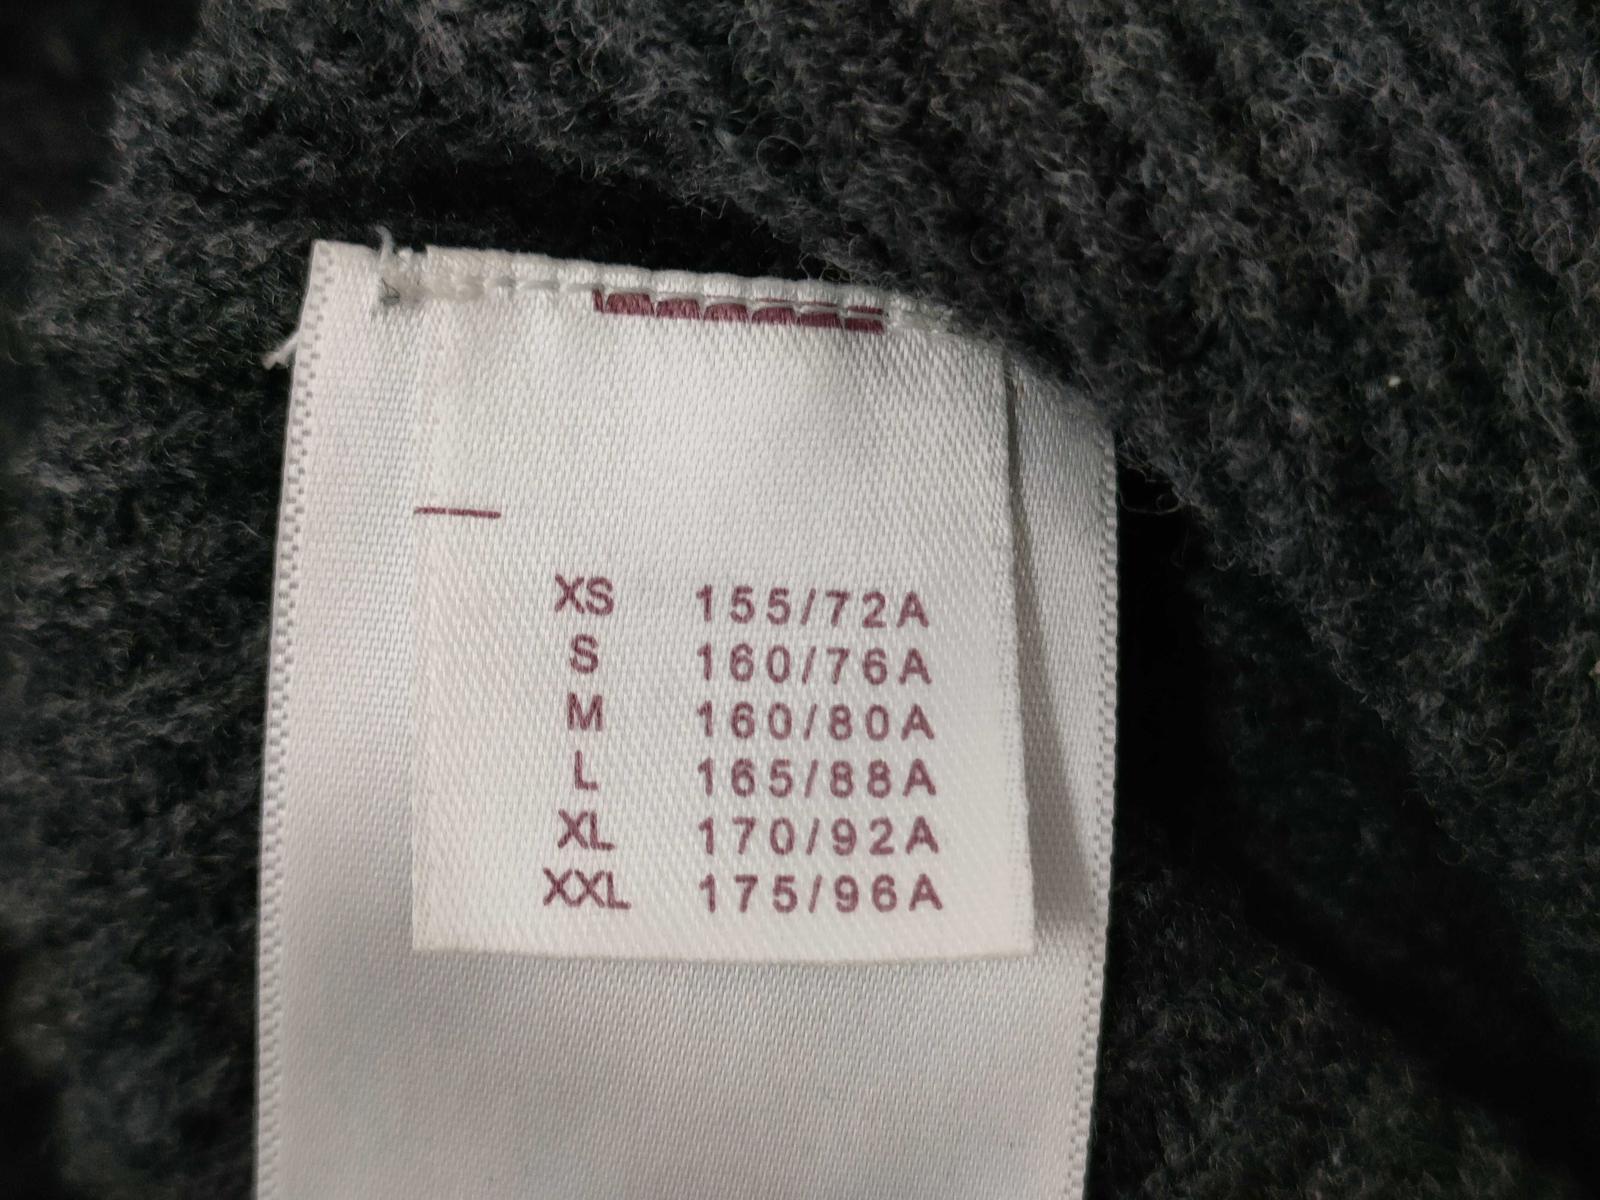 XS 155/72A
S 160/76A
M 160/80A
L 165/88A
XL 170/92A
XXL 175/96A